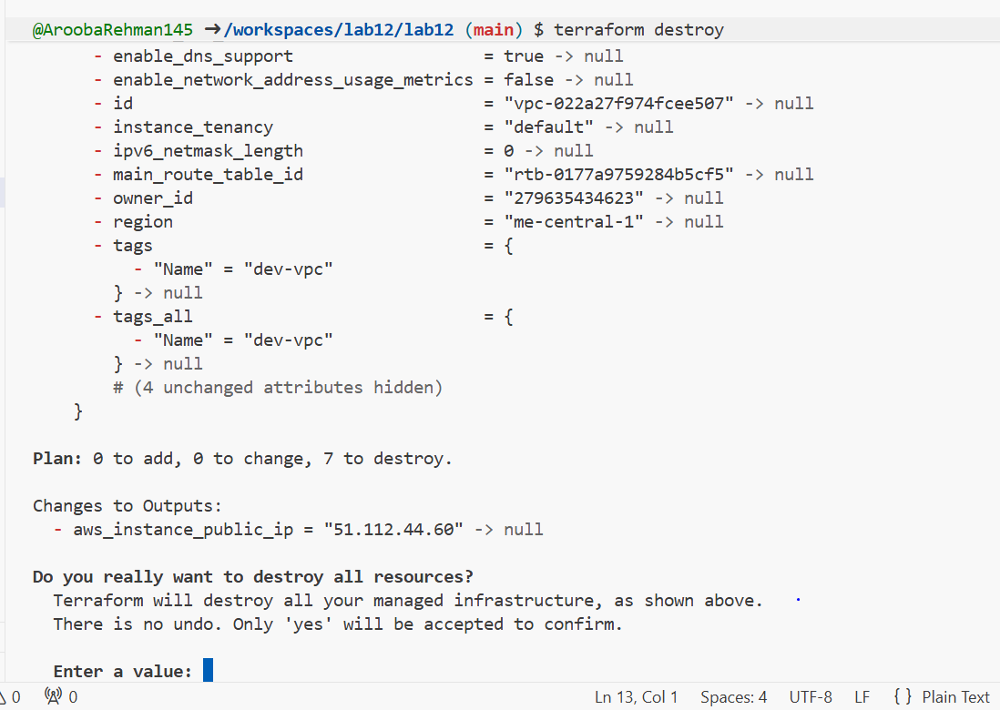 @AroobaRehman145 ➜/workspaces/lab12/lab12 (main) $ terraform destroy
- enable_dns_support = true -> null
- enable_network_address_usage_metrics = false -> null
- id = "vpc-022a27f974fcee507" -> null
- instance_tenancy = "default" -> null
- ipv6_netmask_length = 0 -> null
- main_route_table_id = "rtb-0177a9759284b5cf5" -> null
- owner_id = "279635434623" -> null
- region = "me-central-1" -> null
- tags = {
- "Name" = "dev-vpc"
} -> null
- tags_all = {
- "Name" = "dev-vpc"
} -> null
# (4 unchanged attributes hidden)
}
Plan: 0 to add, 0 to change, 7 to destroy.
Changes to Outputs:
- aws_instance_public_ip = "51.112.44.60" -> null
Do you really want to destroy all resources?
Terraform will destroy all your managed infrastructure, as shown above.
There is no undo. Only 'yes' will be accepted to confirm.
Enter a value:
0 0 Ln 13, Col 1 Spaces: 4 UTF-8 LF { } Plain Text